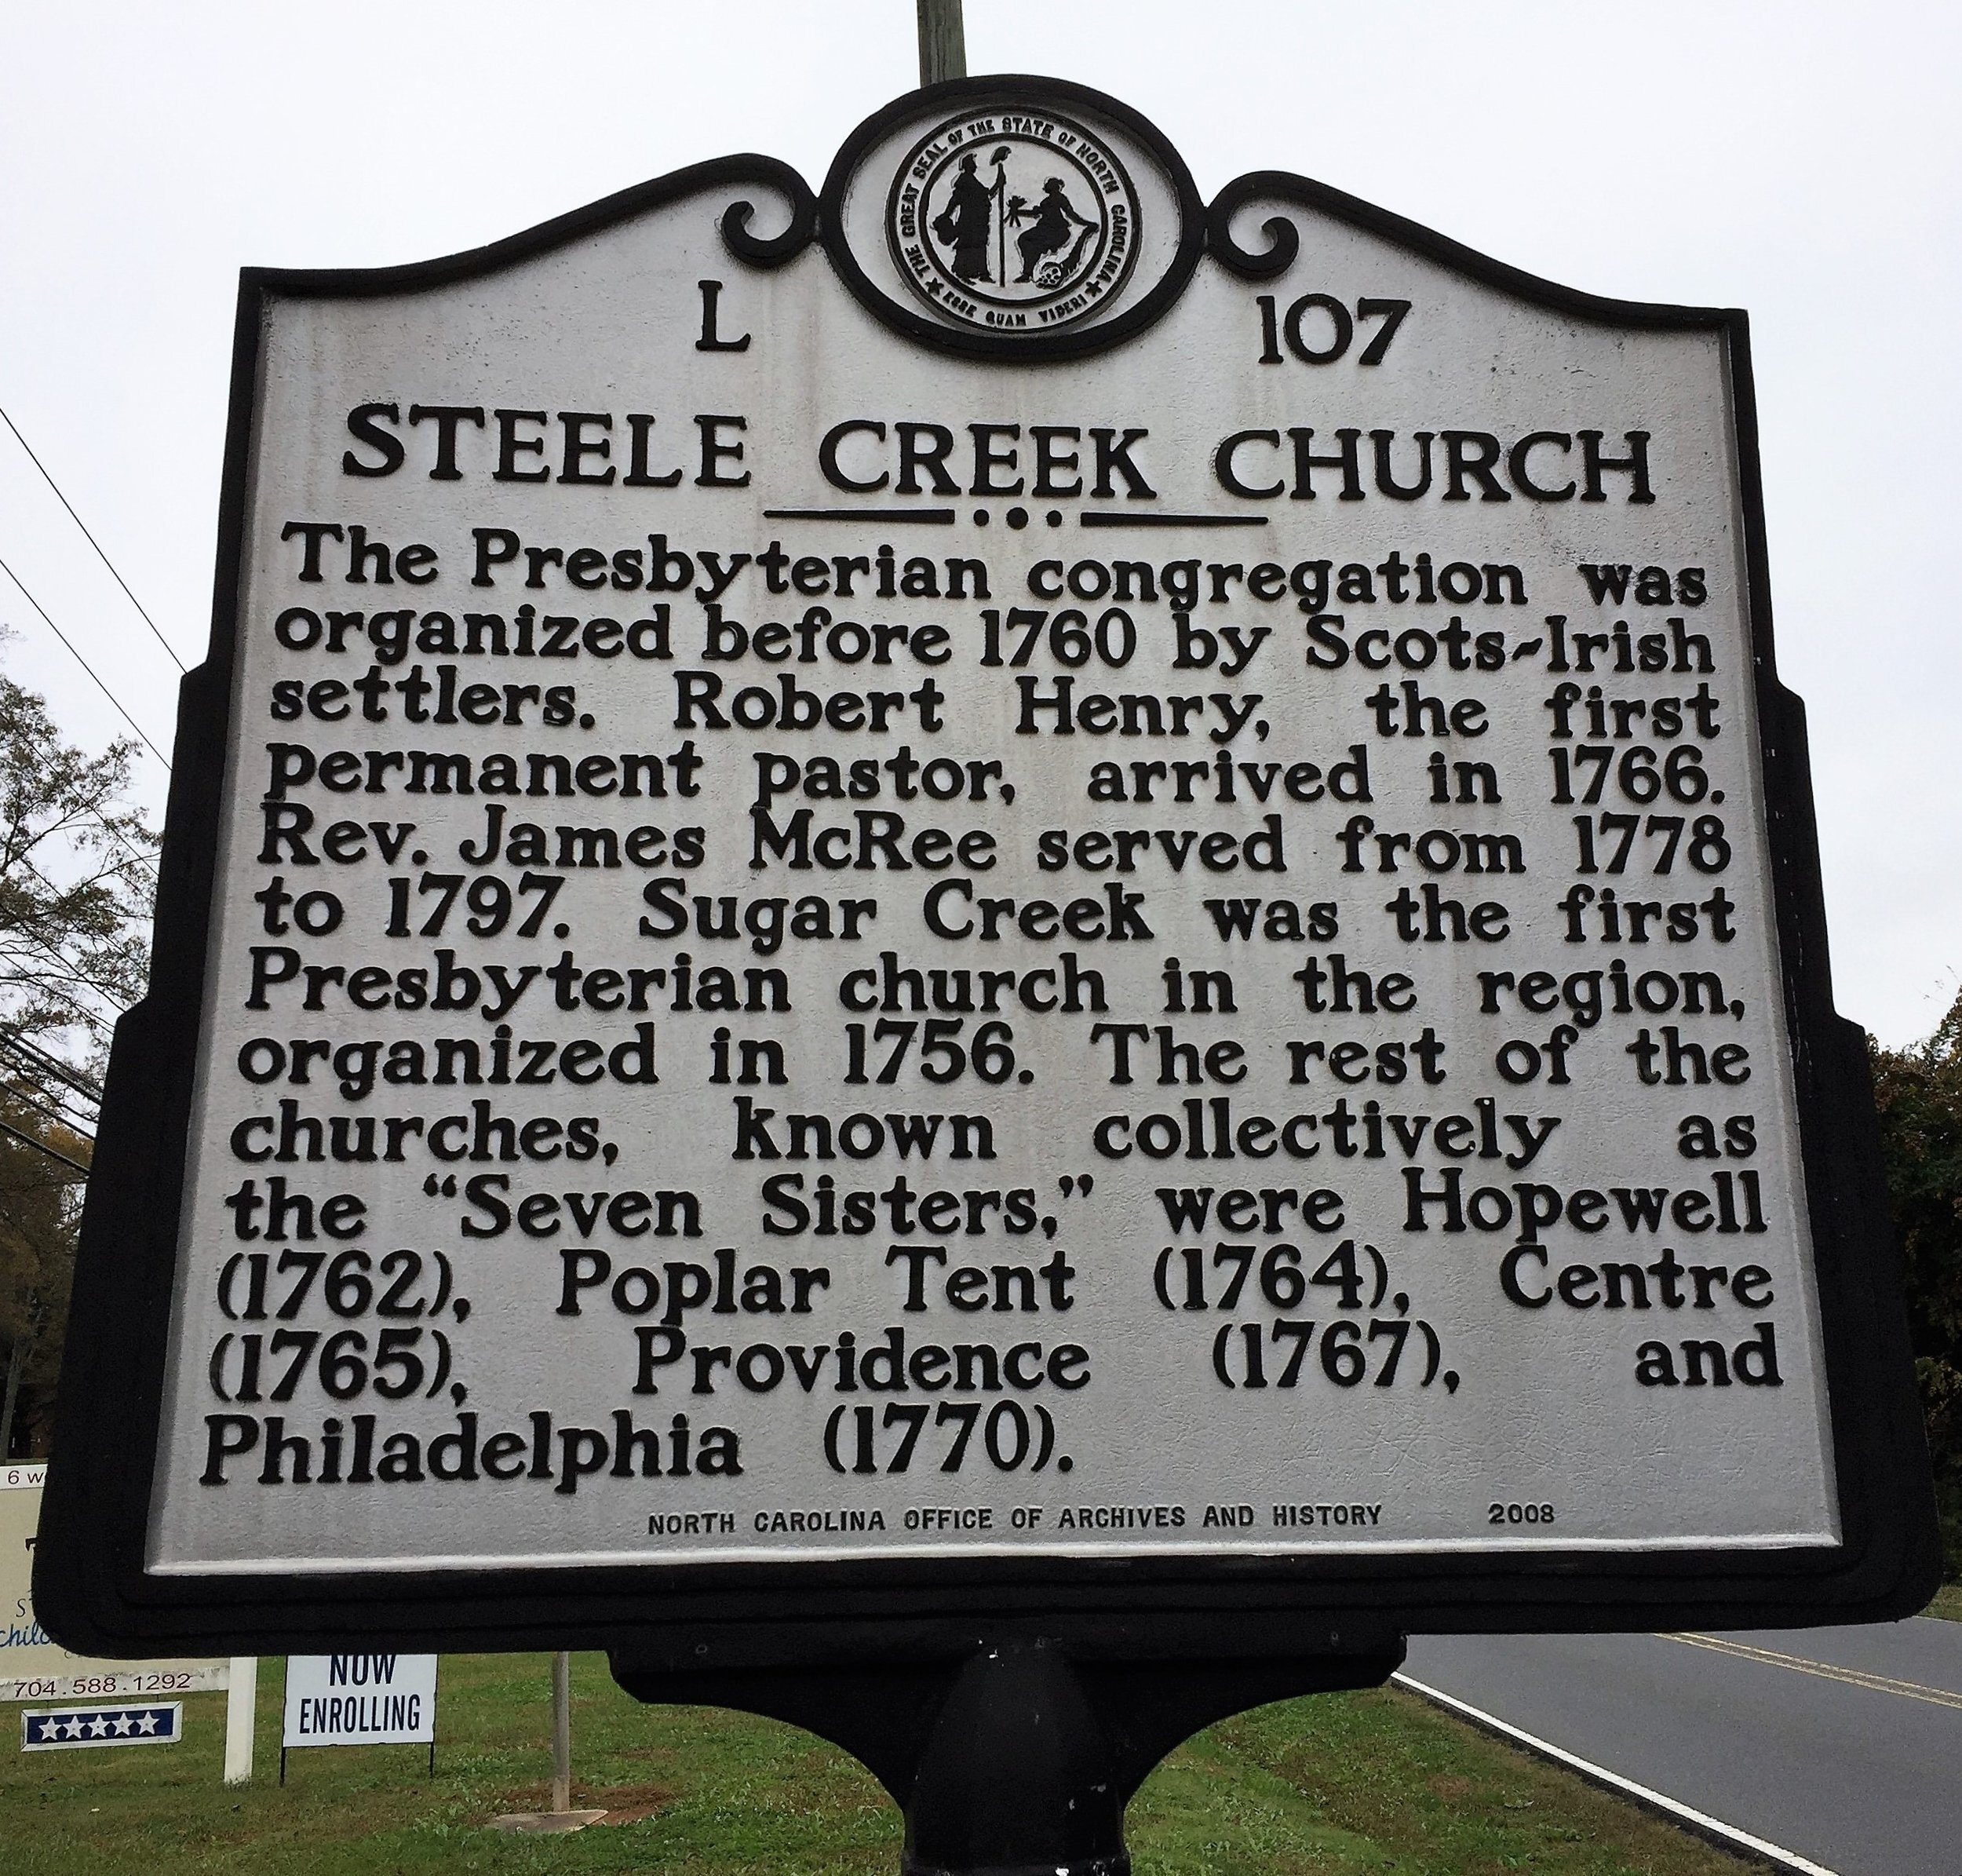 THE GREAT SEAL OF THE STATE OF NORTH CAROLINA
ESSE QUAM VIDERI
L 107
STEELE CREEK CHURCH
The Presbyterian congregation was
organized before 1760 by Scots-Irish
settlers. Robert Henry, the first
permanent pastor, arrived in 1766.
Rev. James McRee served from 1778
to 1797. Sugar Creek was the first
Presbyterian church in the region,
organized in 1756. The rest of the
churches, known collectively as
the “Seven Sisters,” were Hopewell
(1762), Poplar Tent (1764), Centre
(1765), Providence (1767), and
Philadelphia (1770).
NORTH CAROLINA OFFICE OF ARCHIVES AND HISTORY 2008
6
704.588.1292
NOW
ENROLLING